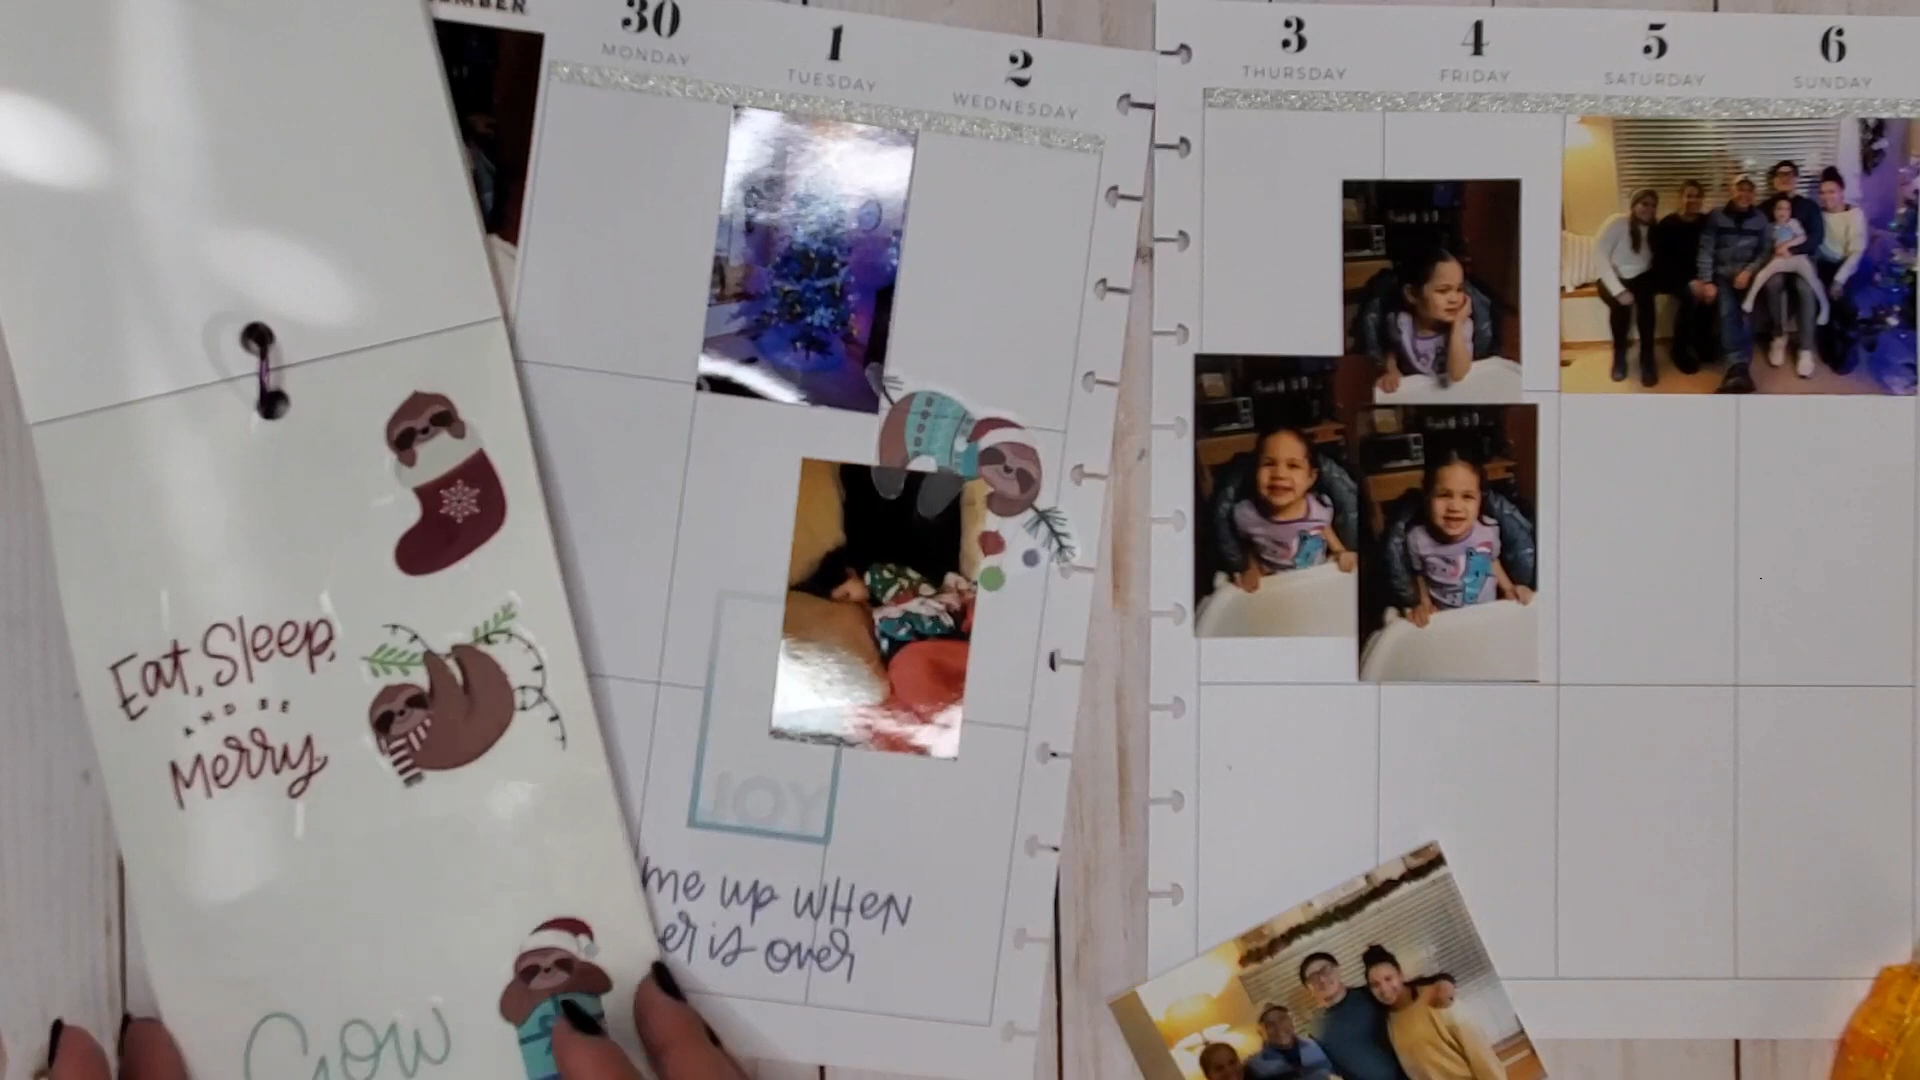 30
MONDAY
1
TUESDAY
2
WEDNESDAY
3
THURSDAY
4
FRIDAY
5
SATURDAY
6
SUNDAY
Eat, Sleep,
AND BE
Merry
JOY
me up WHEN
er is over